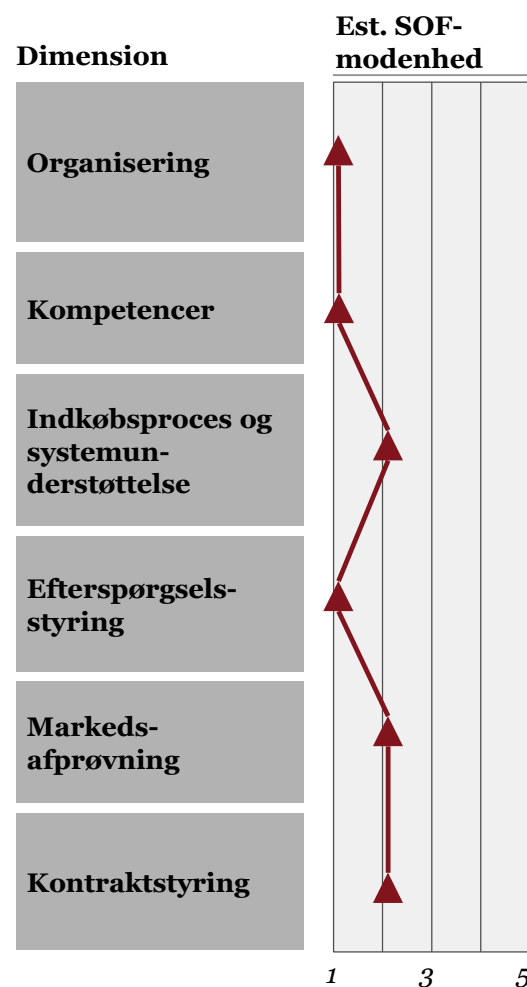 Dimension
Est. SOF-
modenhed
Organisering
Kompetencer
Indkøbsproces og
systemun-
derstøttelse
Efterspørgsels-
styring
Markeds-
afprøvning
Kontraktstyring
1 3 5